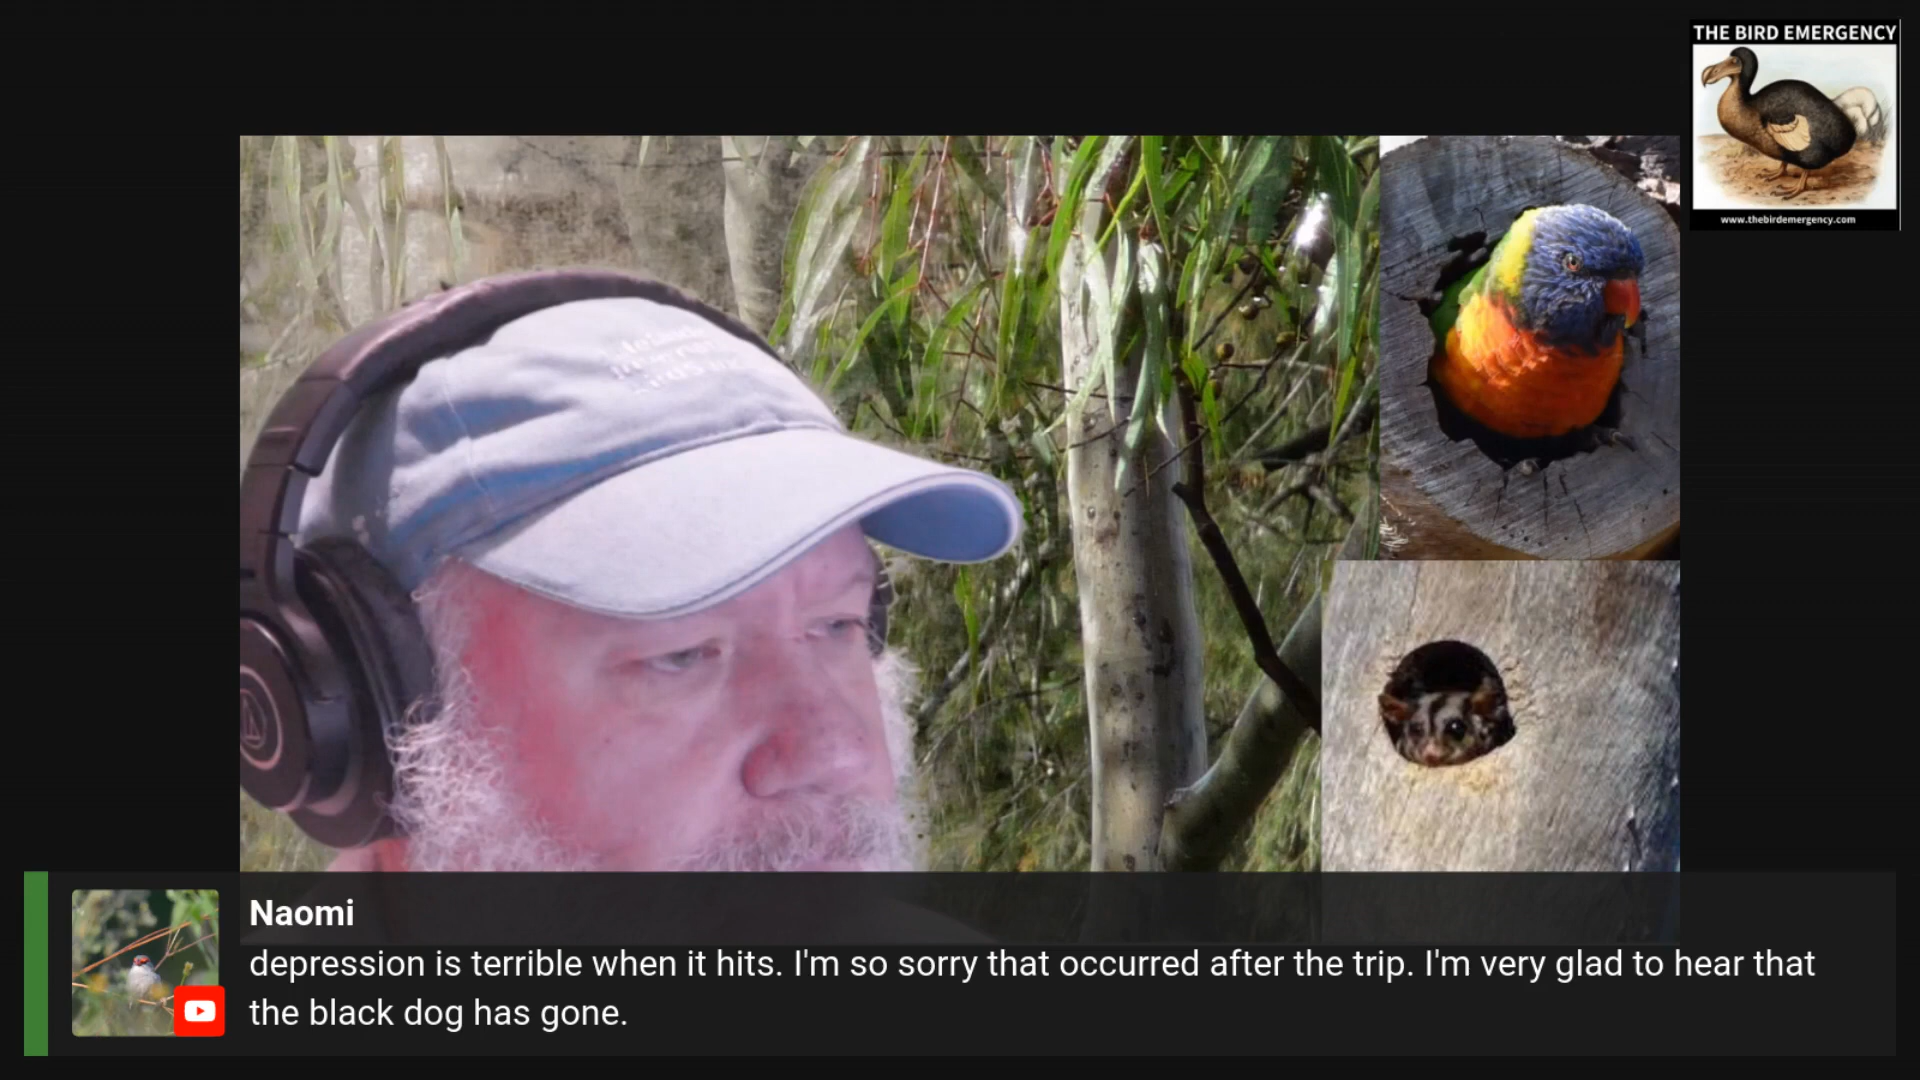 THE BIRD EMERGENCY
www.thebirdemergency.com
Naomi
depression is terrible when it hits. I'm so sorry that occurred after the trip. I'm very glad to hear that
the black dog has gone.